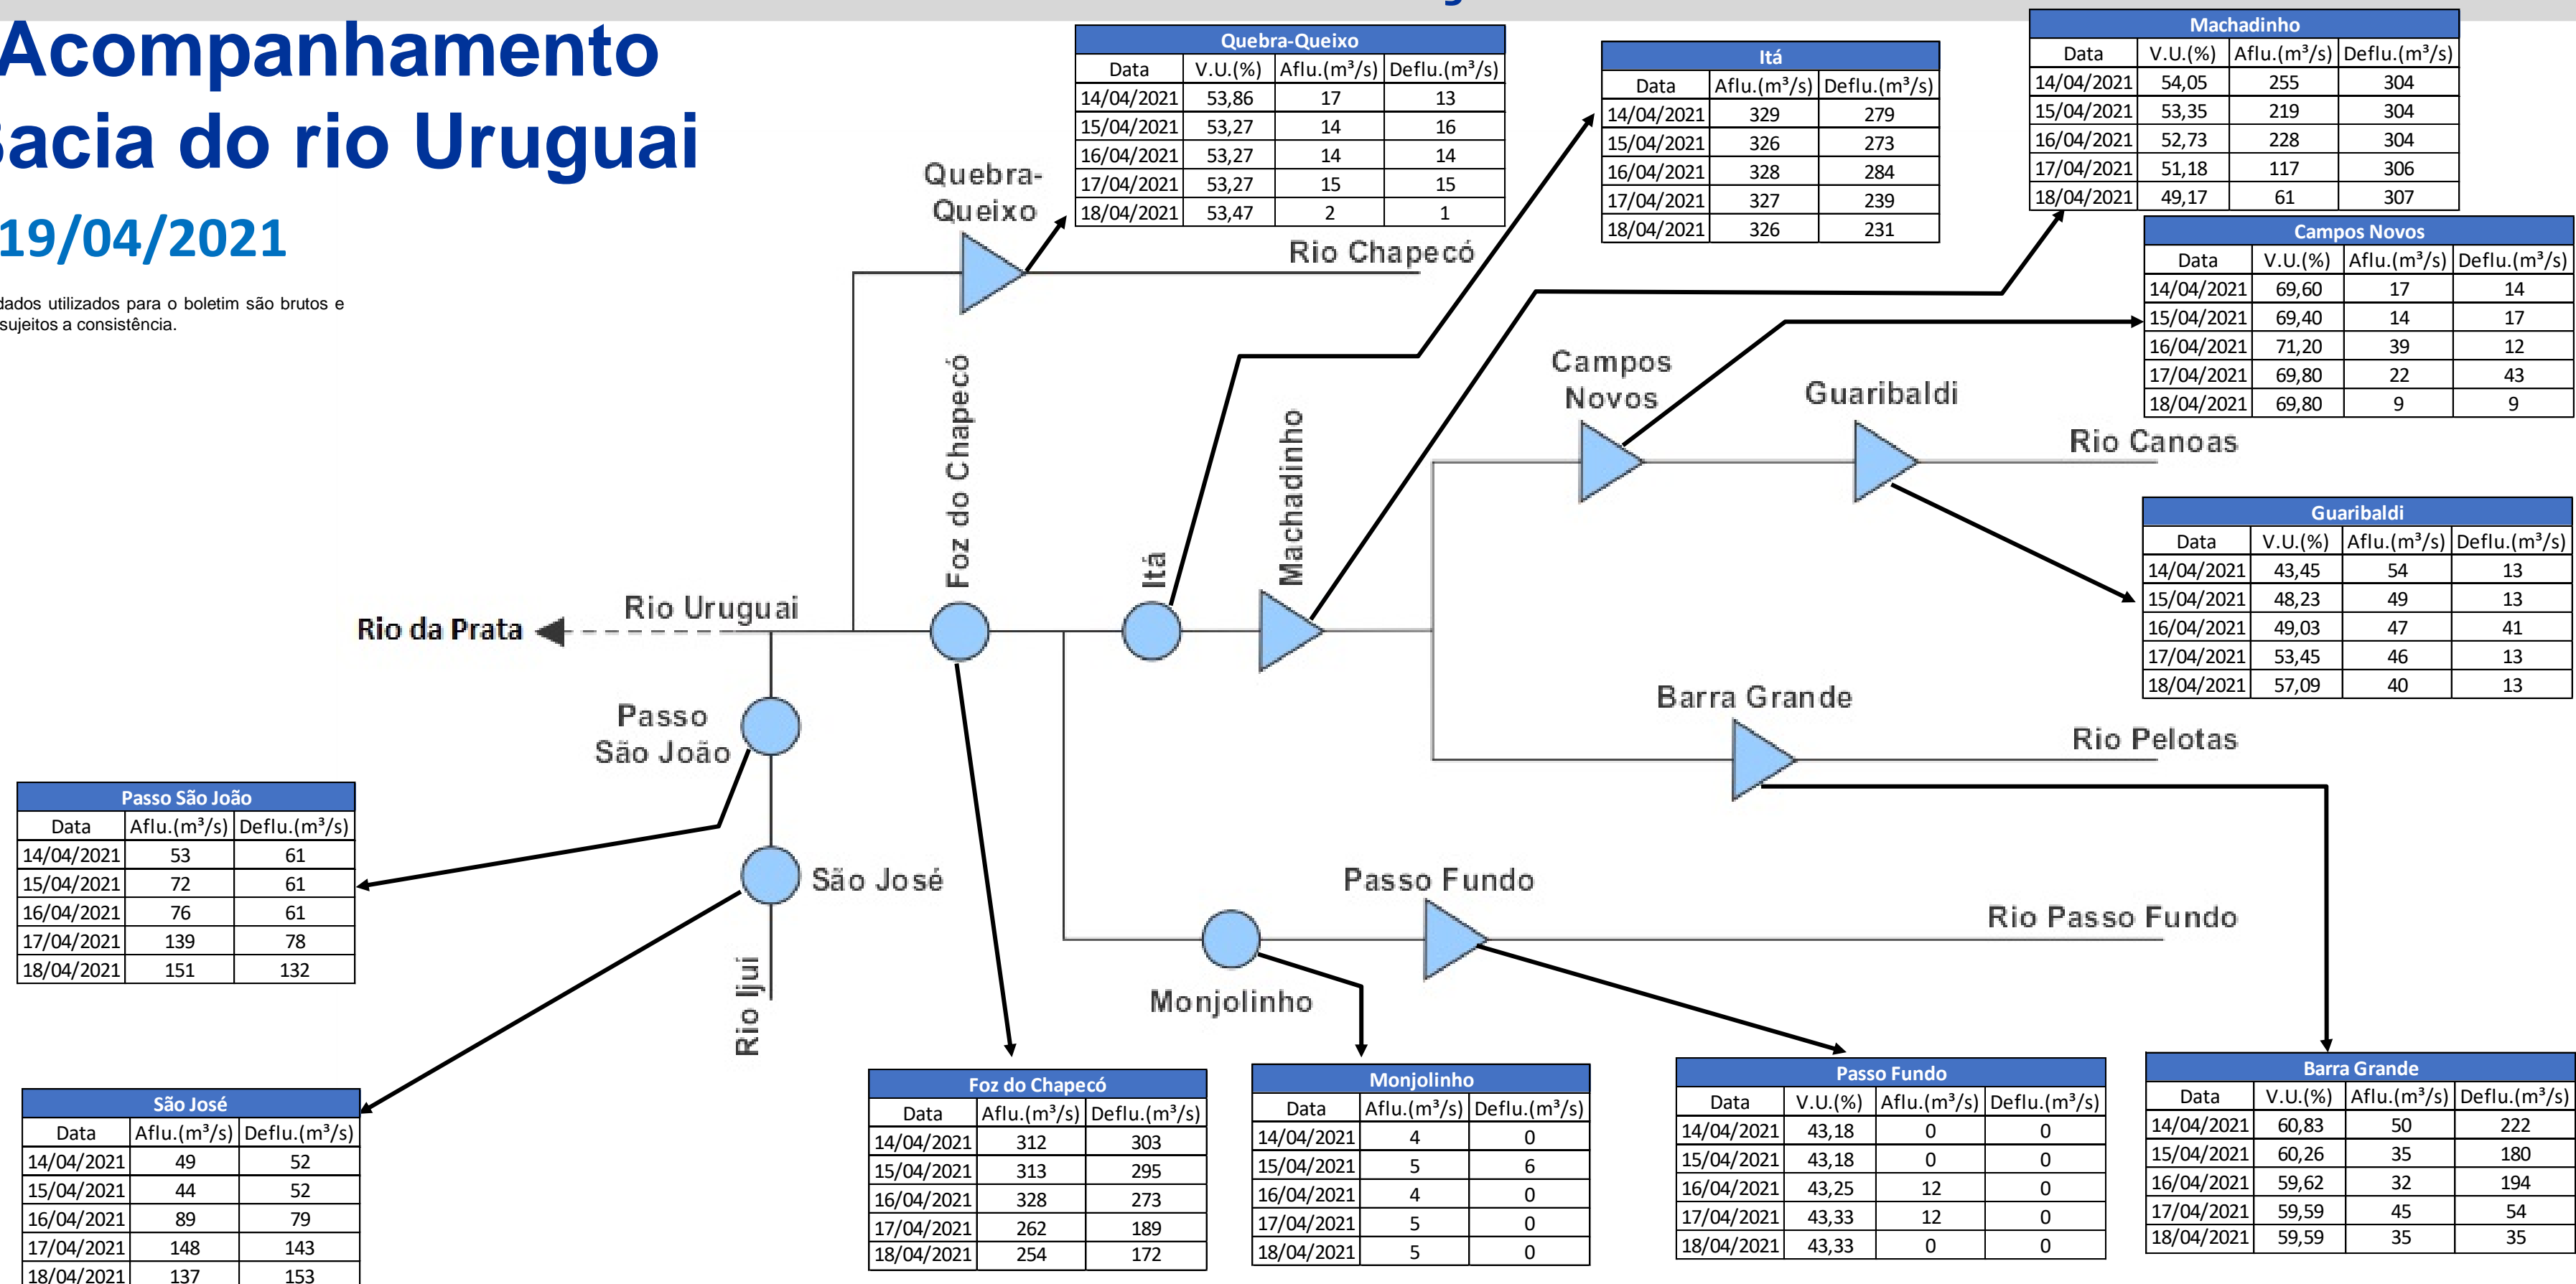 Acompanhamento
Bacia do rio Uruguai
19/04/2021
dados utilizados para o boletim são brutos e
sujeitos a consistência.
Quebra-Queixo
Data V.U.(%) Aflu.(m³/s) Deflu.(m³/s)
14/04/2021 53,86 17 13
15/04/2021 53,27 14 16
16/04/2021 53,27 14 14
17/04/2021 53,27 15 15
18/04/2021 53,47 2 1
Itá
Data Aflu.(m³/s) Deflu.(m³/s)
14/04/2021 329 279
15/04/2021 326 273
16/04/2021 328 284
17/04/2021 327 239
18/04/2021 326 231
Machadinho
Data V.U.(%) Aflu.(m³/s) Deflu.(m³/s)
14/04/2021 54,05 255 304
15/04/2021 53,35 219 304
16/04/2021 52,73 228 304
17/04/2021 51,18 117 306
18/04/2021 49,17 61 307
Campos Novos
Data V.U.(%) Aflu.(m³/s) Deflu.(m³/s)
14/04/2021 69,60 17 14
15/04/2021 69,40 14 17
16/04/2021 71,20 39 12
17/04/2021 69,80 22 43
18/04/2021 69,80 9 9
Quebra-
Queixo
Rio Chapecó
Foz do Chapecó
Itá
Machadinho
Campos
Novos
Guaribaldi
Rio Canoas
Guaribaldi
Data V.U.(%) Aflu.(m³/s) Deflu.(m³/s)
14/04/2021 43,45 54 13
15/04/2021 48,23 49 13
16/04/2021 49,03 47 41
17/04/2021 53,45 46 13
18/04/2021 57,09 40 13
Rio da Prata
Rio Uruguai
Passo
São João
Barra Grande
Rio Pelotas
Passo São João
Data Aflu.(m³/s) Deflu.(m³/s)
14/04/2021 53 61
15/04/2021 72 61
16/04/2021 76 61
17/04/2021 139 78
18/04/2021 151 132
São José
Passo Fundo
Rio Passo Fundo
Rio Ijuí
Monjolinho
São José
Data Aflu.(m³/s) Deflu.(m³/s)
14/04/2021 49 52
15/04/2021 44 52
16/04/2021 89 79
17/04/2021 148 143
18/04/2021 137 153
Foz do Chapecó
Data Aflu.(m³/s) Deflu.(m³/s)
14/04/2021 312 303
15/04/2021 313 295
16/04/2021 328 273
17/04/2021 262 189
18/04/2021 254 172
Monjolinho
Data Aflu.(m³/s) Deflu.(m³/s)
14/04/2021 4 0
15/04/2021 5 6
16/04/2021 4 0
17/04/2021 5 0
18/04/2021 5 0
Passo Fundo
Data V.U.(%) Aflu.(m³/s) Deflu.(m³/s)
14/04/2021 43,18 0 0
15/04/2021 43,18 0 0
16/04/2021 43,25 12 0
17/04/2021 43,33 12 0
18/04/2021 43,33 0 0
Barra Grande
Data V.U.(%) Aflu.(m³/s) Deflu.(m³/s)
14/04/2021 60,83 50 222
15/04/2021 60,26 35 180
16/04/2021 59,62 32 194
17/04/2021 59,59 45 54
18/04/2021 59,59 35 35